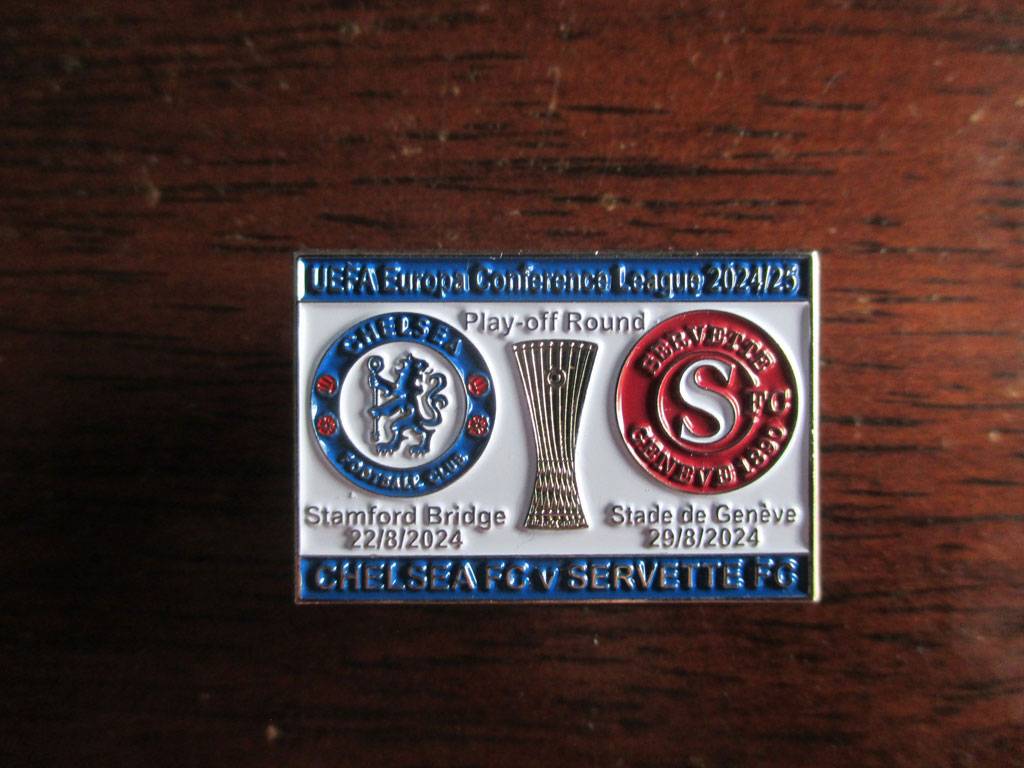 UEFA Europa Conference League 2024/25
Play-off Round
CHELSEA
FOOTBALL CLUB
SERVETTE
S
FC
GENEVE 1890
Stamford Bridge
22/8/2024
Stade de Genève
29/8/2024
CHELSEA FC v SERVETTE FC